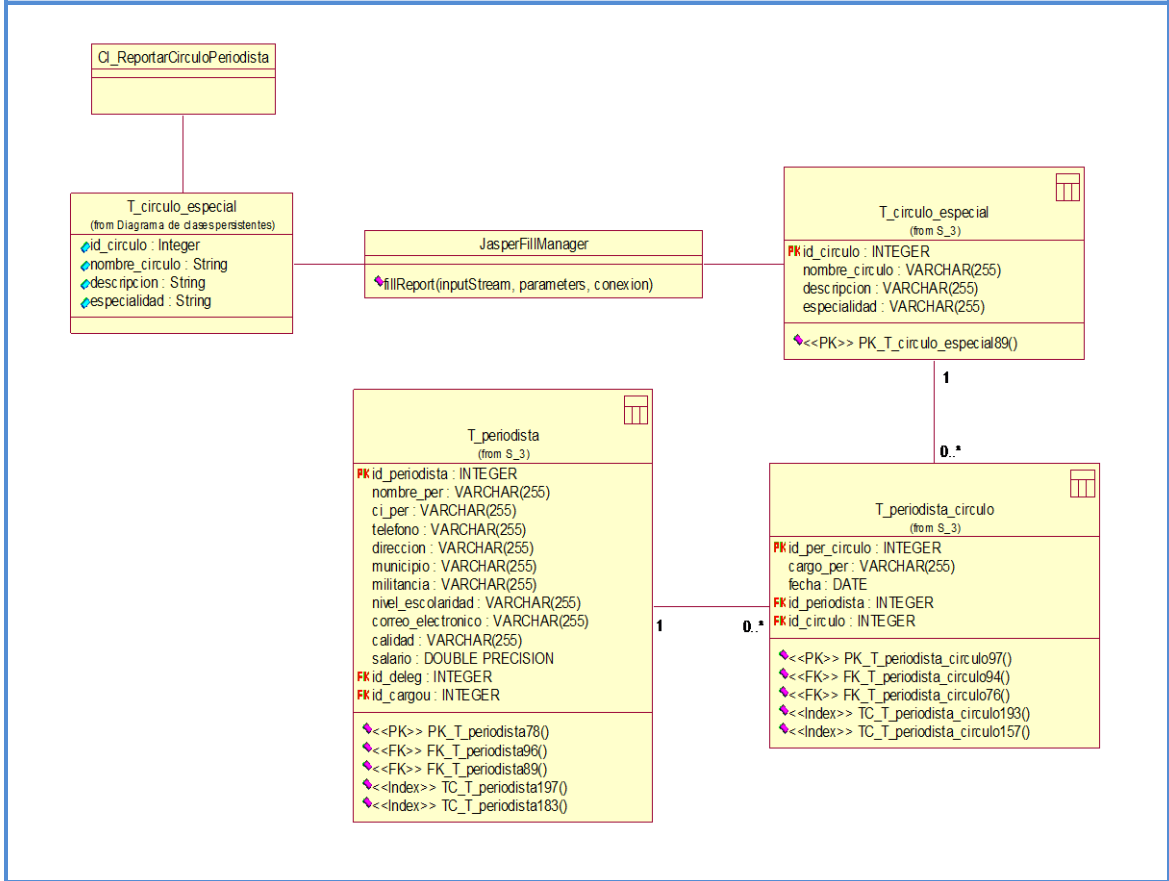 CI_ReportarCirculoPeriodista
T_circulo_especial
(from Diagrama de clases persistentes)
id_circulo : Integer
nombre_circulo : String
descripcion : String
especialidad : String
JasperFillManager
fillReport(inputStream, parameters, conexion)
T_circulo_especial
(from S_3)
PK id_circulo : INTEGER
nombre_circulo : VARCHAR(255)
descripcion : VARCHAR(255)
especialidad : VARCHAR(255)
<<PK>> PK_T_circulo_especial89()
1
0..*
T_periodista
(from S_3)
PK id_periodista : INTEGER
nombre_per : VARCHAR(255)
ci_per : VARCHAR(255)
telefono : VARCHAR(255)
direccion : VARCHAR(255)
municipio : VARCHAR(255)
militancia : VARCHAR(255)
nivel_escolaridad : VARCHAR(255)
correo_electronico : VARCHAR(255)
calidad : VARCHAR(255)
salario : DOUBLE PRECISION
FK id_deleg : INTEGER
FK id_cargou : INTEGER
<<PK>> PK_T_periodista78()
<<FK>> FK_T_periodista96()
<<FK>> FK_T_periodista89()
<<Index>> TC_T_periodista197()
<<Index>> TC_T_periodista183()
1
0..*
T_periodista_circulo
(from S_3)
PK id_per_circulo : INTEGER
cargo_per : VARCHAR(255)
fecha : DATE
FK id_periodista : INTEGER
FK id_circulo : INTEGER
<<PK>> PK_T_periodista_circulo97()
<<FK>> FK_T_periodista_circulo94()
<<FK>> FK_T_periodista_circulo76()
<<Index>> TC_T_periodista_circulo193()
<<Index>> TC_T_periodista_circulo157()